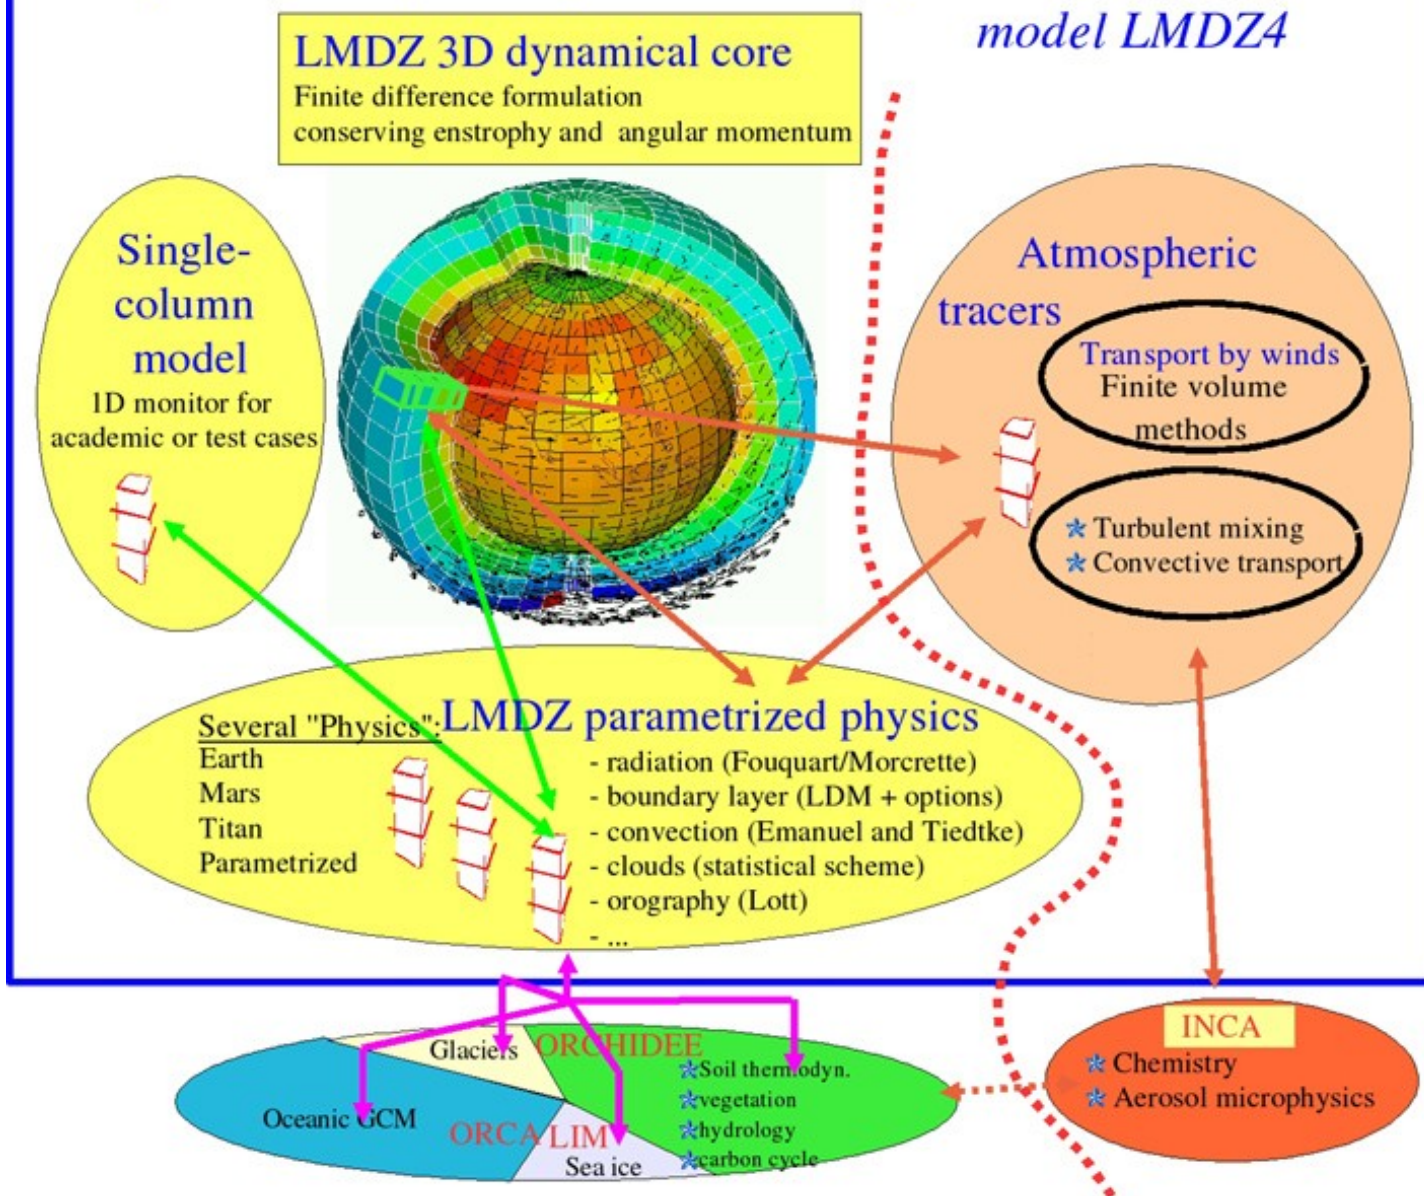 model LMDZ4
LMDZ 3D dynamical core
Finite difference formulation
conserving enstrophy and angular momentum
Single-
column
model
1D monitor for
academic or test cases
Atmospheric
tracers
Transport by winds
Finite volume
methods
Turbulent mixing
Convective transport
LMDZ parametrized physics
Several "Physics":
Earth
Mars
Titan
Parametrized
- radiation (Fouquart/Morcrette)
- boundary layer (LDM + options)
- convection (Emanuel and Tiedtke)
- clouds (statistical scheme)
- orography (Lott)
- ...
Glaciers
ORCHIDEE
Soil thermodyn.
vegetation
hydrology
carbon cycle
Oceanic GCM
ORCA LIM
Sea ice
INCA
Chemistry
Aerosol microphysics